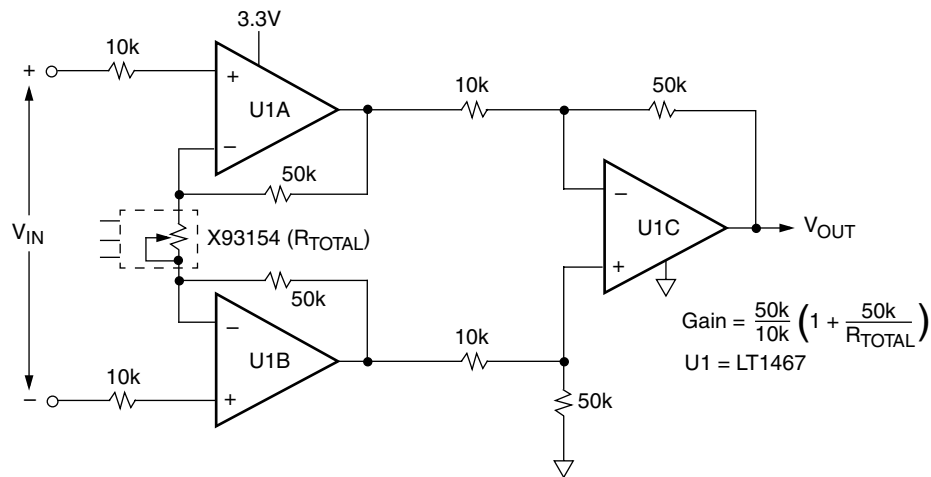 3.3V
10k
10k
50k
+
+
U1A
−
50k
−
U1C
+
V_OUT
V_IN
X93154 (R_TOTAL)
50k
Gain = 50k/10k (1 + 50k/R_TOTAL)
U1 = LT1467
−
U1B
+
10k
10k
−
50k